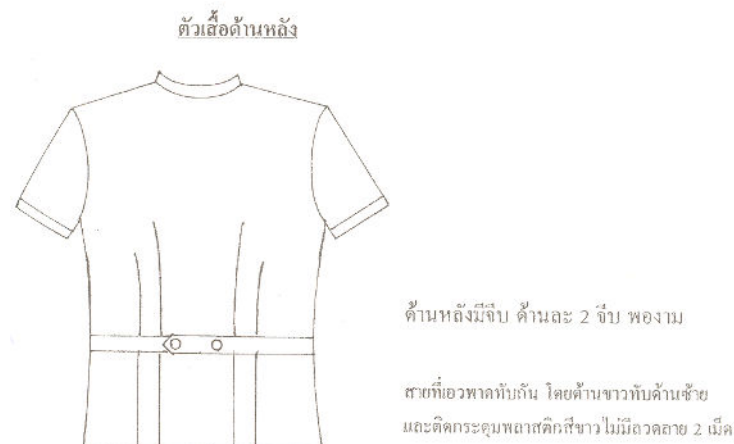 ตัวเสื้อด้านหลัง
ด้านหลังมีจีบ ด้านละ 2 จีบ พองาม
สายที่เอวพาดทับกัน โดยด้านขวาทับด้านซ้าย
และติดกระดุมพลาสติกสีขาวไม่มีลวดลาย 2 เม็ด